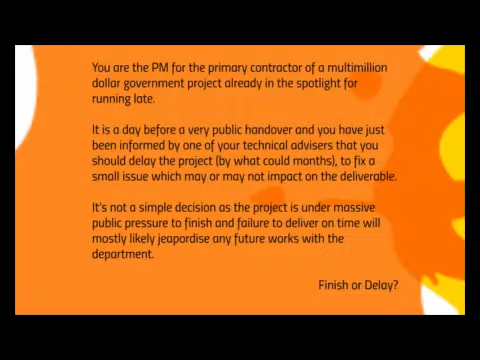 You are the PM for the primary contractor of a multimillion
dollar government project already in the spotlight for
running late.
It is a day before a very public handover and you have just
been informed by one of your technical advisers that you
should delay the project (by what could months), to fix a
small issue which may or may not impact on the deliverable.
It's not a simple decision as the project is under massive
public pressure to finish and failure to deliver on time will
mostly likely jeapordise any future works with the
department.
Finish or Delay?